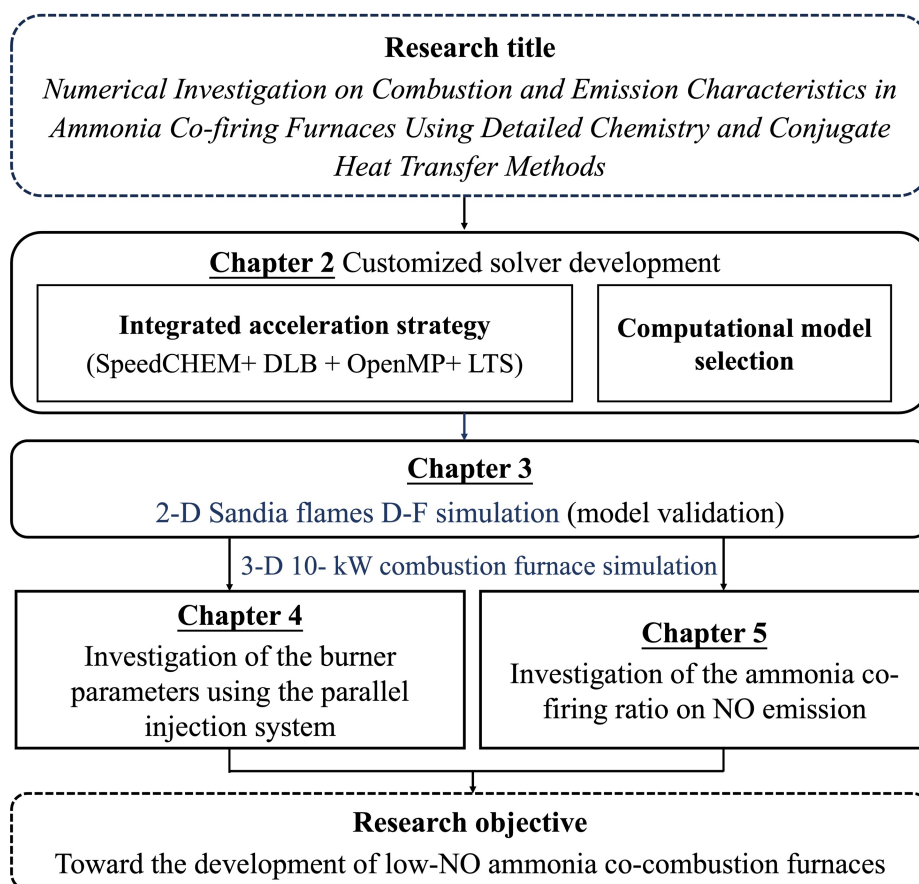 Research title
Numerical Investigation on Combustion and Emission Characteristics in
Ammonia Co-firing Furnaces Using Detailed Chemistry and Conjugate
Heat Transfer Methods
Chapter 2 Customized solver development
Integrated acceleration strategy
(SpeedCHEM+ DLB + OpenMP+ LTS)
Computational model
selection
Chapter 3
2-D Sandia flames D-F simulation (model validation)
3-D 10- kW combustion furnace simulation
Chapter 4
Investigation of the burner
parameters using the parallel
injection system
Chapter 5
Investigation of the ammonia co-
firing ratio on NO emission
Research objective
Toward the development of low-NO ammonia co-combustion furnaces